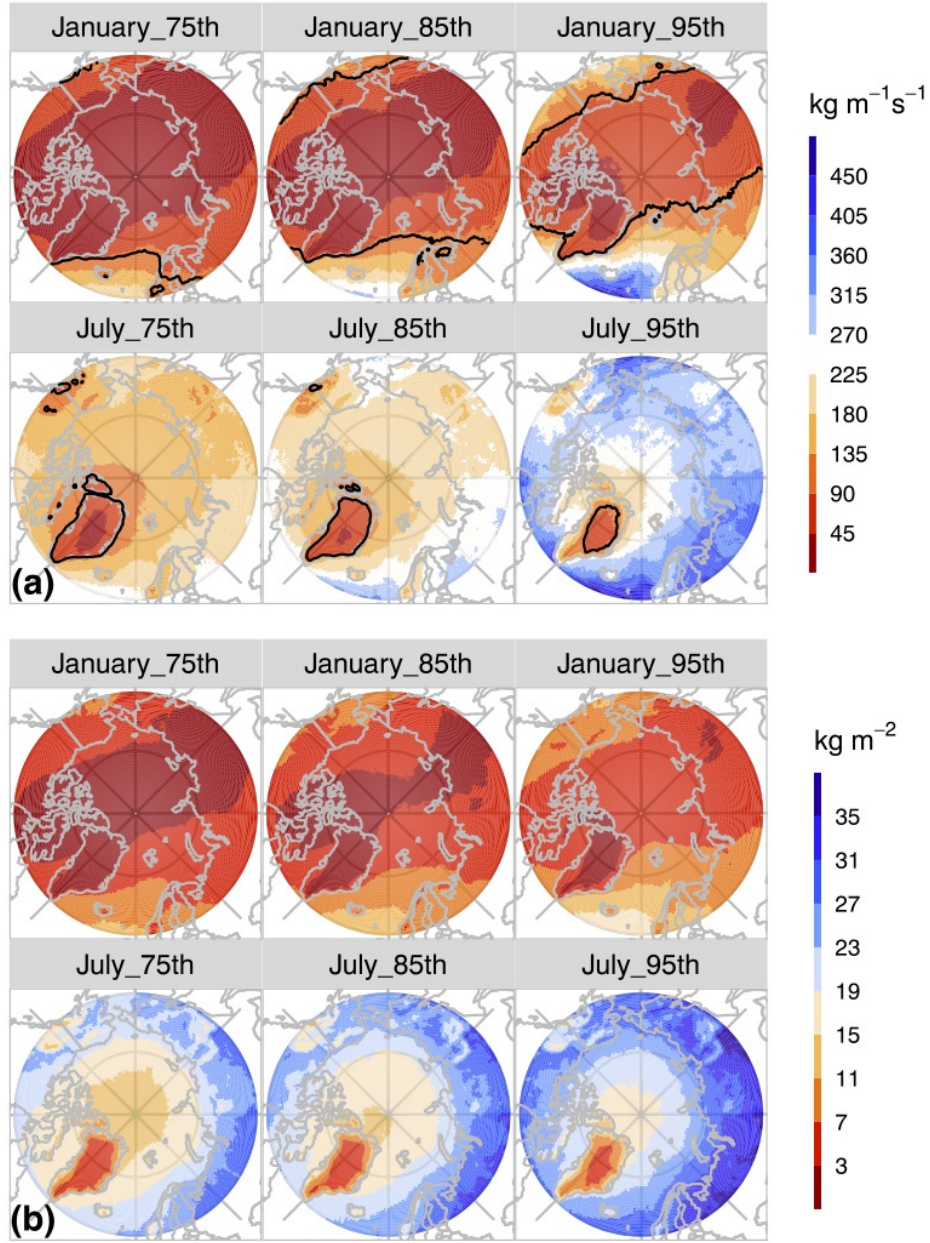 January_75th January_85th January_95th
kg m⁻¹s⁻¹
450
405
360
315
270
225
180
135
90
45
July_75th July_85th July_95th
(a)
January_75th January_85th January_95th
kg m⁻²
35
31
27
23
19
15
11
7
3
July_75th July_85th July_95th
(b)